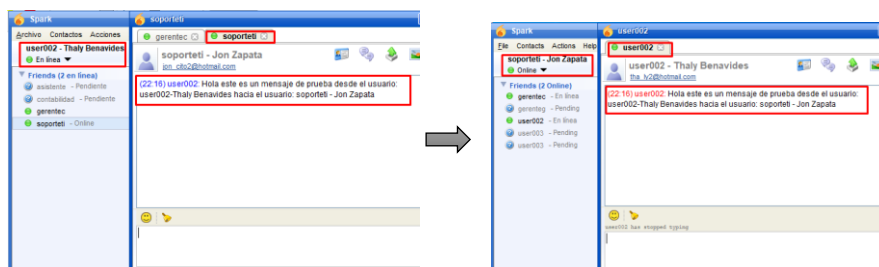 Spark
Archivo Contactos Acciones
user002 - Thaly Benavides
En línea
Friends (2 en línea)
asistente - Pendiente
contabilidad - Pendiente
gerentec
soporteti - Online
soporteti
gerentec soporteti
soporteti - Jon Zapata
jon_cito2@hotmail.com
(22:16) user002: Hola este es un mensaje de prueba desde el usuario:
user002-Thaly Benavides hacia el usuario: soporteti - Jon Zapata
Spark
File Contacts Actions Help
soporteti - Jon Zapata
Online
Friends (2 Online)
gerentec - En línea
gerenteg - Pending
user002 - En línea
user003 - Pending
user003 - Pending
user002
user002
user002 - Thaly Benavides
tha_lv2@hotmail.com
(22:16) user002: Hola este es un mensaje de prueba desde el usuario:
user002-Thaly Benavides hacia el usuario: soporteti - Jon Zapata
user002 has stopped typing